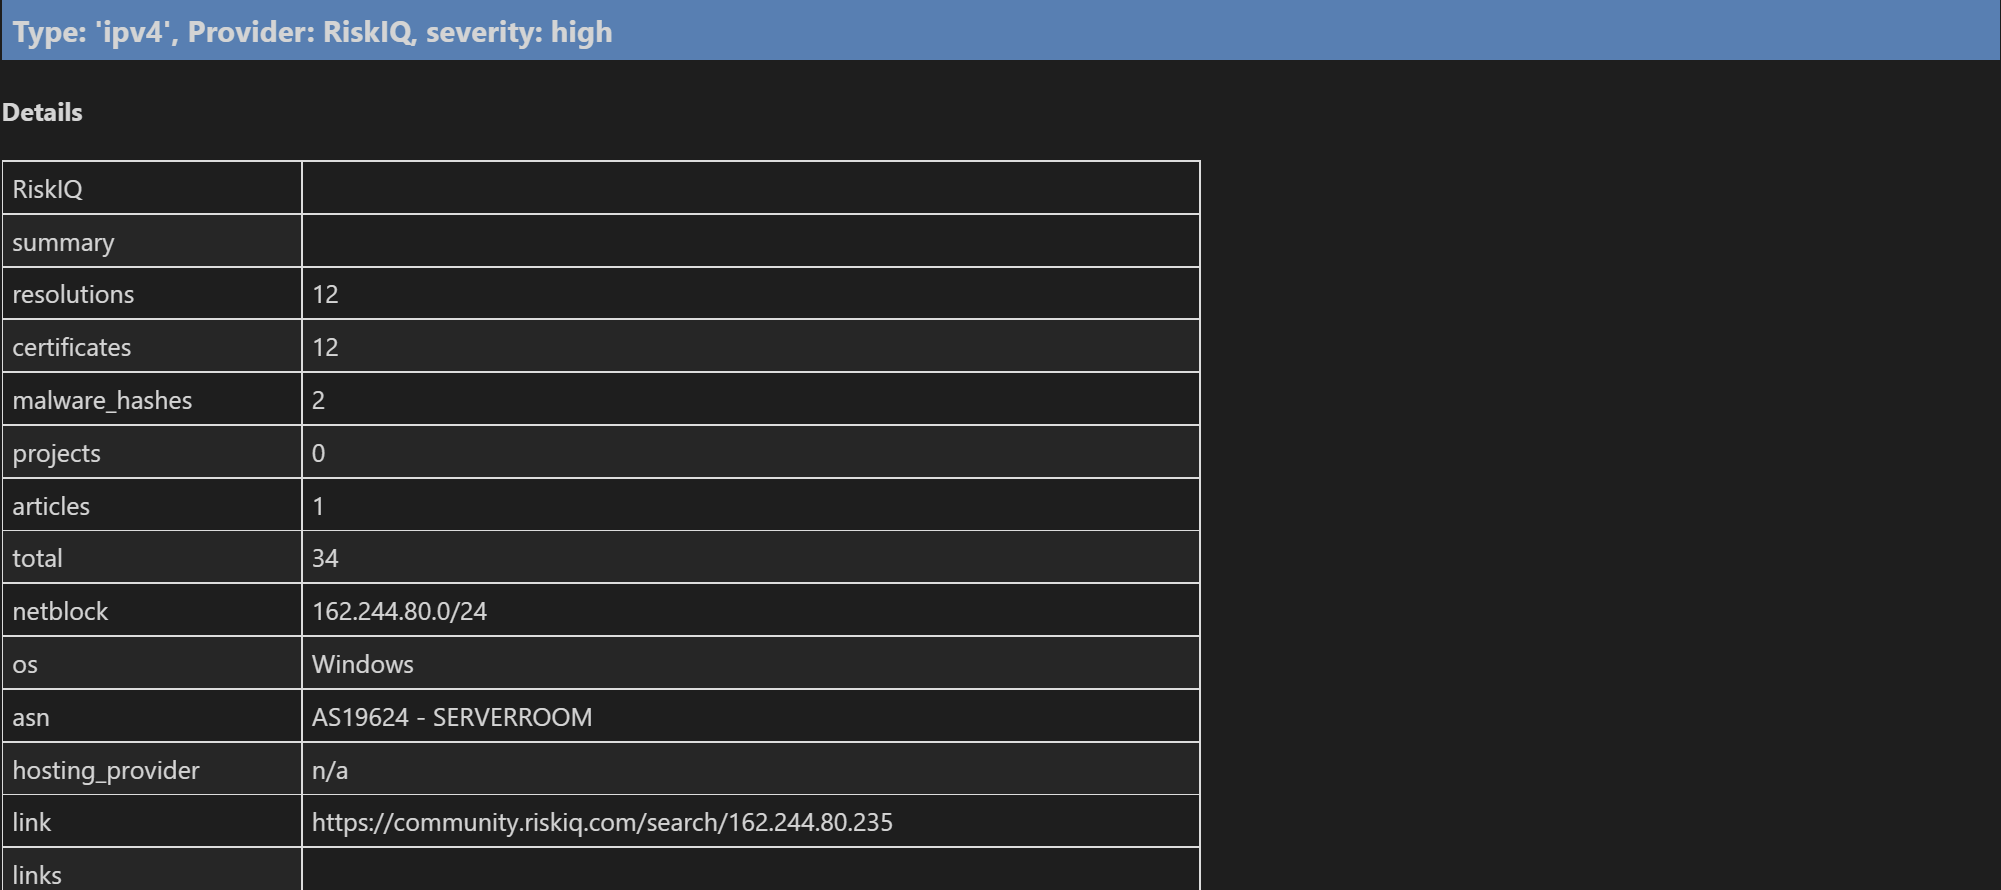 Type: 'ipv4', Provider: RiskIQ, severity: high
Details
RiskIQ
summary
resolutions 12
certificates 12
malware_hashes 2
projects 0
articles 1
total 34
netblock 162.244.80.0/24
os Windows
asn AS19624 - SERVERROOM
hosting_provider n/a
link https://community.riskiq.com/search/162.244.80.235
links